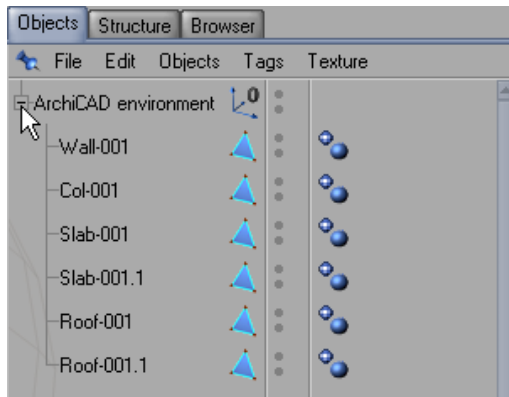 Objects Structure Browser
File Edit Objects Tags Texture
ArchiCAD environment 0
Wall-001
Col-001
Slab-001
Slab-001.1
Roof-001
Roof-001.1